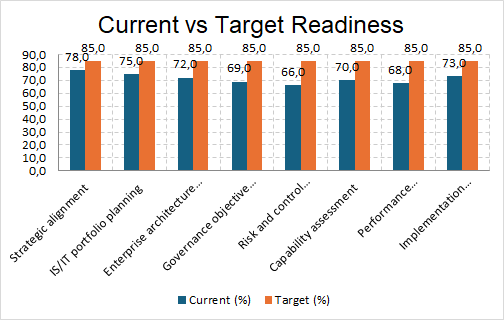 Current vs Target Readiness
85,0 85,0 85,0 85,0 85,0 85,0 85,0 85,0
78,0 75,0 72,0 69,0 66,0 70,0 68,0 73,0
90,0
80,0
70,0
60,0
50,0
40,0
30,0
20,0
10,0
0,0
Strategic alignment
IS/IT portfolio planning
Enterprise architecture...
Governance objective...
Risk and control...
Capability assessment
Performance...
Implementation...
Current (%) Target (%)